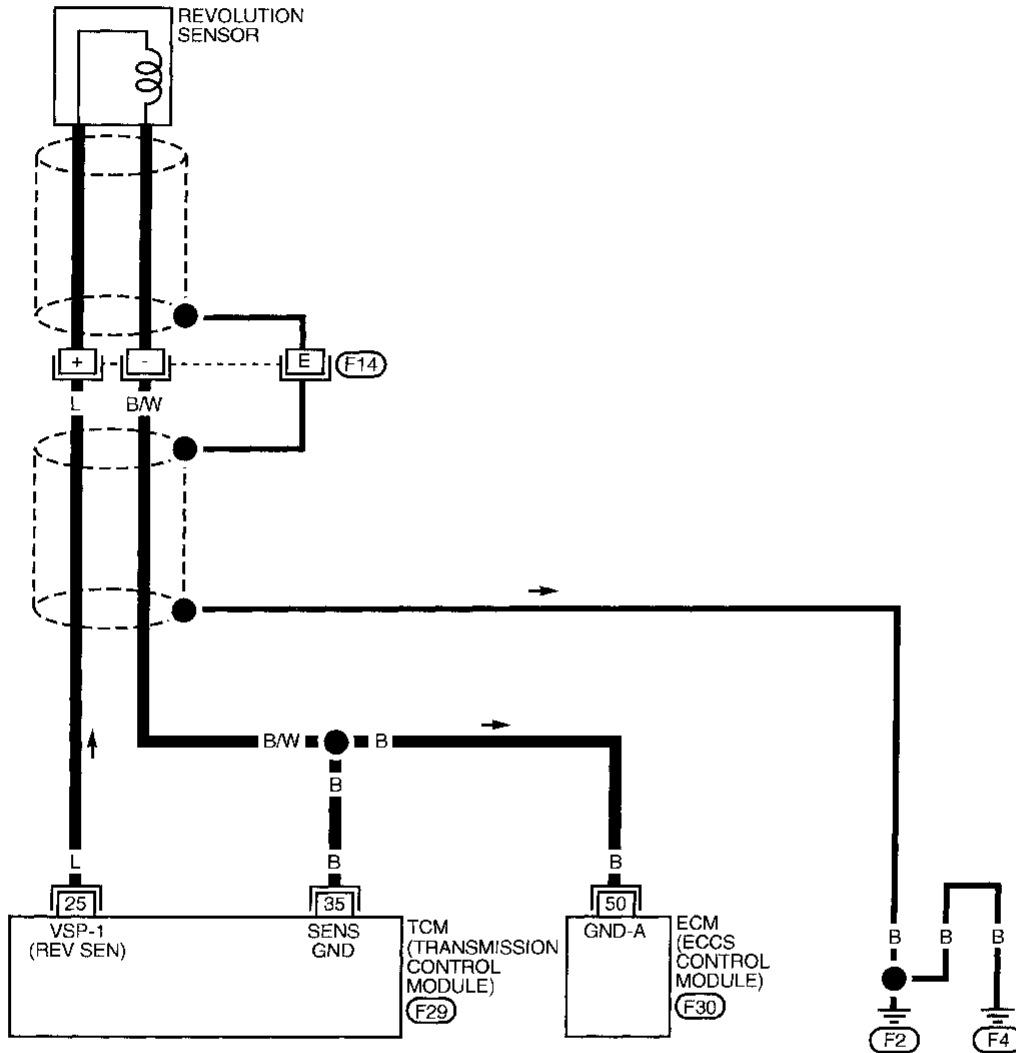 REVOLUTION
SENSOR
+
-
E
F14
L
B/W
B/W
B
B
L
B
B
25
35
50
VSP-1
(REV SEN)
SENS
GND
TCM
(TRANSMISSION
CONTROL
MODULE)
F29
GND-A
ECM
(ECCS
CONTROL
MODULE)
F30
B
B
B
F2
F4